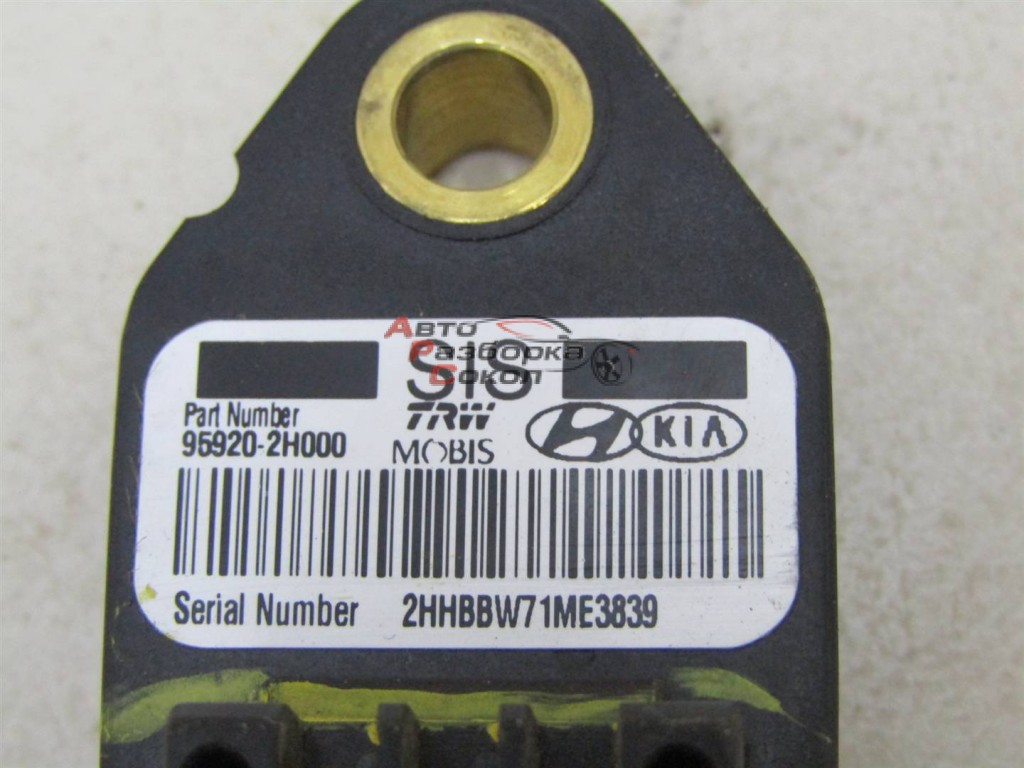 SIS
Авто
Разборка
Сокол
Part Number
95920-2H000
TRW
MOBIS
KIA
Serial Number 2HHBBW71ME3839